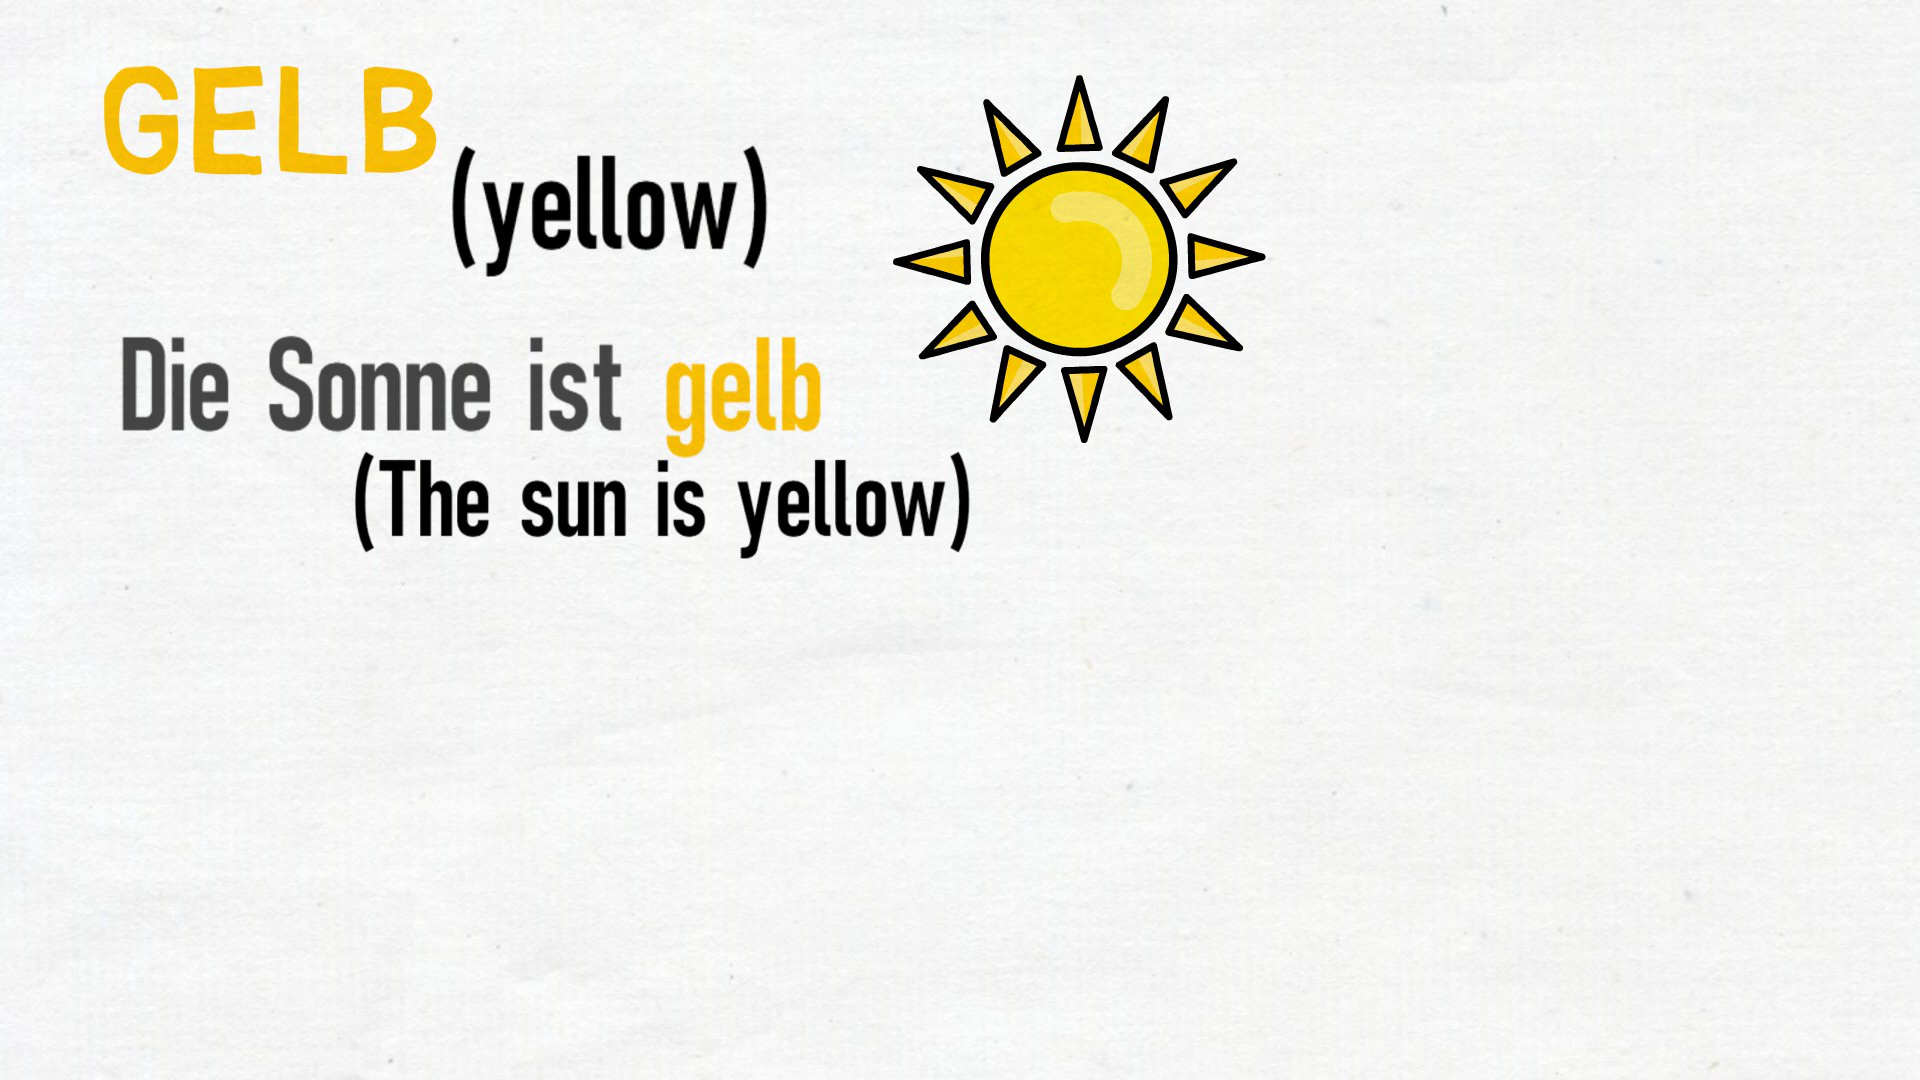 GELB
(yellow)
Die Sonne ist gelb
(The sun is yellow)